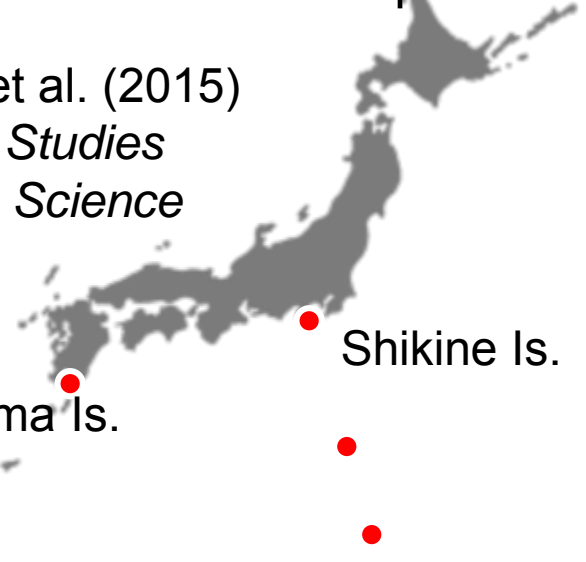 et al. (2015)
Studies
Science
Shikine Is.
ma Is.